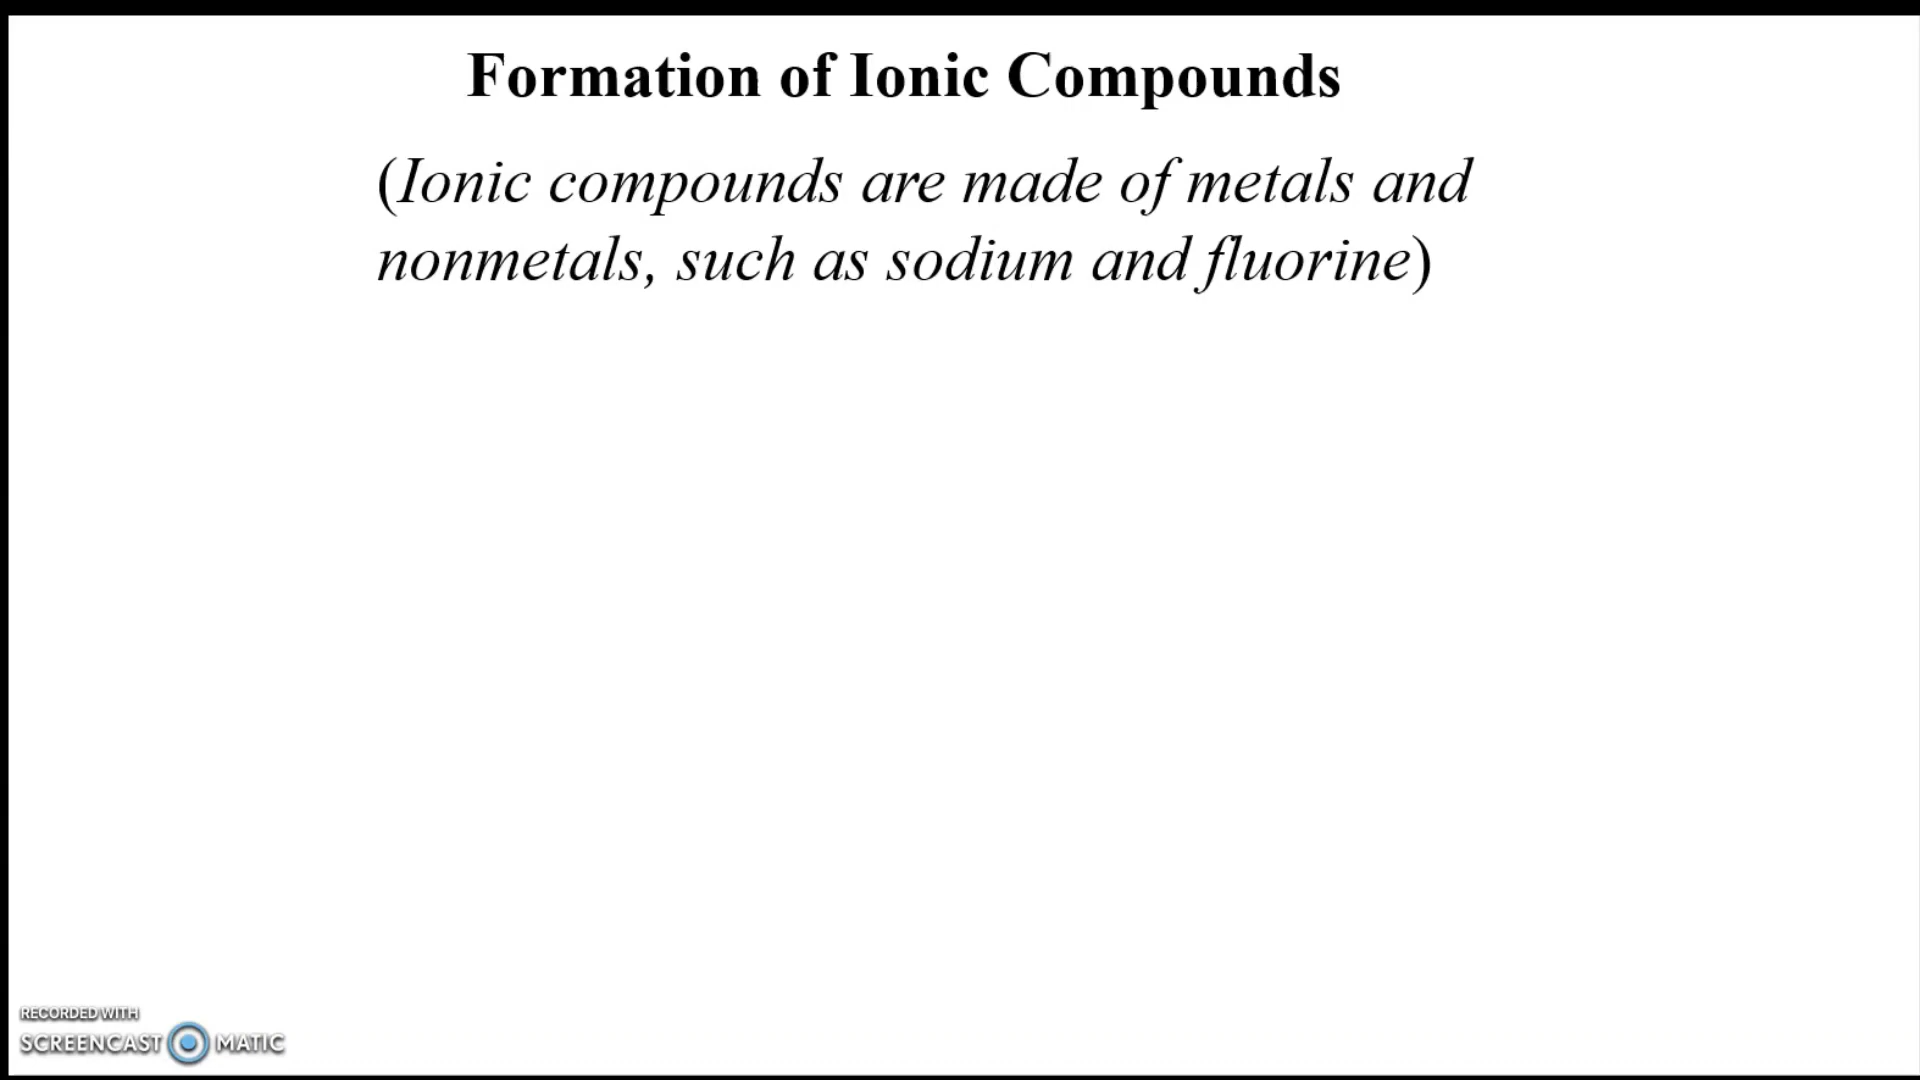 Formation of Ionic Compounds
(Ionic compounds are made of metals and
nonmetals, such as sodium and fluorine)
RECORDED WITH
SCREENCAST MATIC